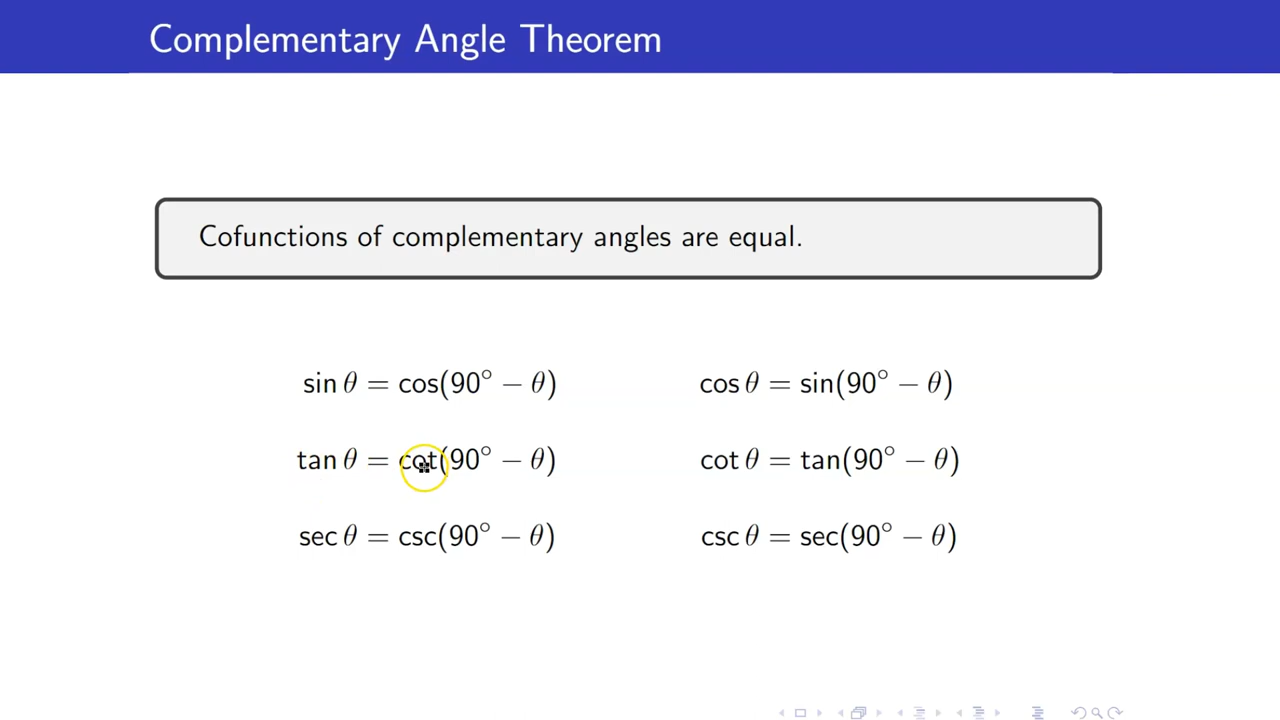 Complementary Angle Theorem
Cofunctions of complementary angles are equal.
sin θ = cos(90° − θ)
cos θ = sin(90° − θ)
tan θ = cot(90° − θ)
cot θ = tan(90° − θ)
sec θ = csc(90° − θ)
csc θ = sec(90° − θ)